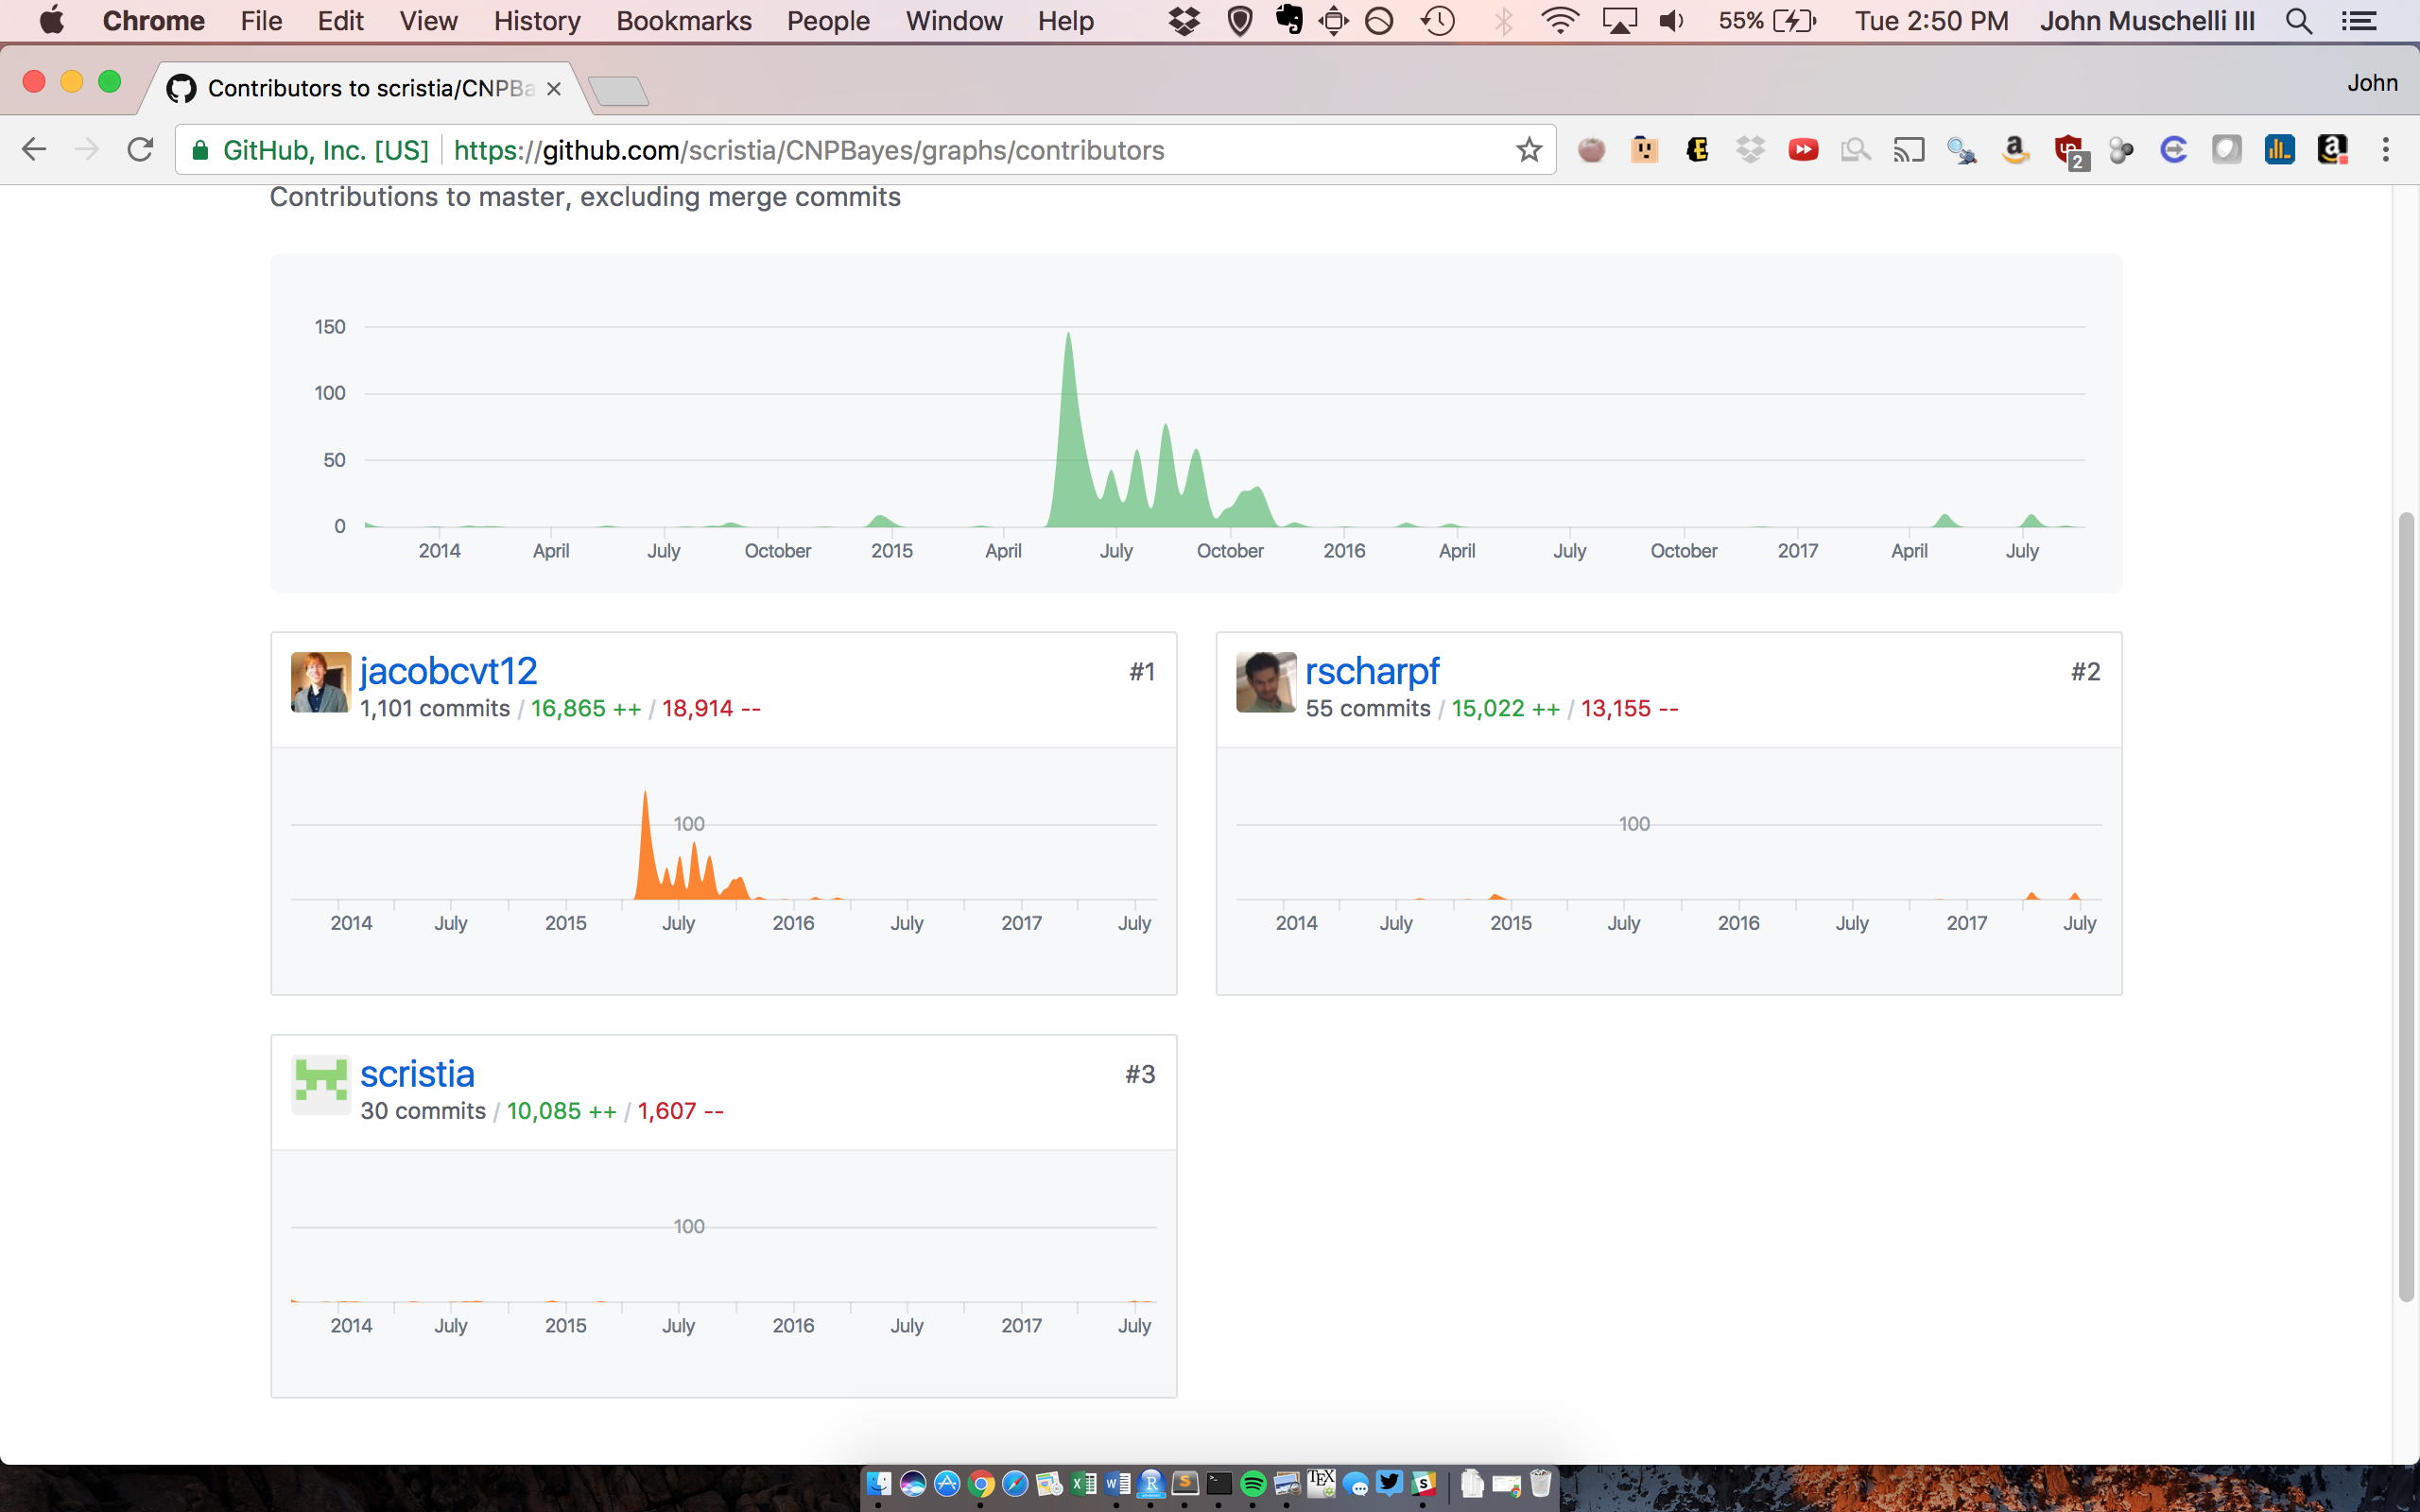 Chrome File Edit View History Bookmarks People Window Help 55% Tue 2:50 PM John Muschelli III
Contributors to scristia/CNPBa John
GitHub, Inc. [US] https://github.com/scristia/CNPBayes/graphs/contributors 2
Contributions to master, excluding merge commits
150
100
50
0
2014 April July October 2015 April July October 2016 April July October 2017 April July
jacobcvt12 #1
1,101 commits / 16,865 ++ / 18,914 --
100
2014 July 2015 July 2016 July 2017 July
rscharpf #2
55 commits / 15,022 ++ / 13,155 --
100
2014 July 2015 July 2016 July 2017 July
scristia #3
30 commits / 10,085 ++ / 1,607 --
100
2014 July 2015 July 2016 July 2017 July